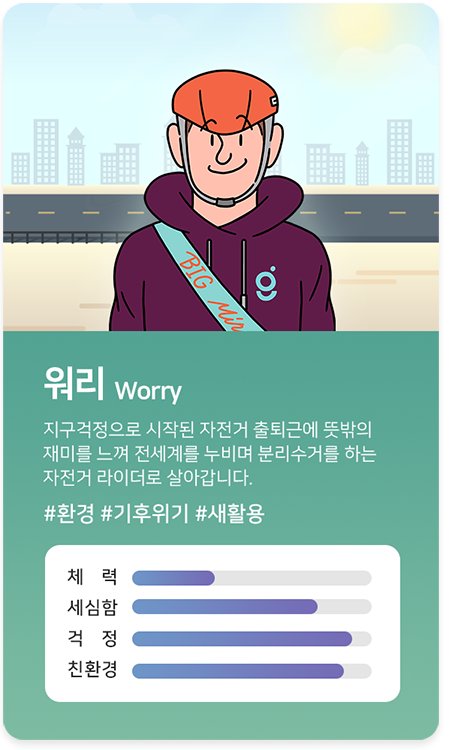 BIG Mir
g
워리 Worry
지구걱정으로 시작된 자전거 출퇴근에 뜻밖의
재미를 느껴 전세계를 누비며 분리수거를 하는
자전거 라이더로 살아갑니다.
#환경 #기후위기 #새활용
체 력
세심함
걱 정
친환경